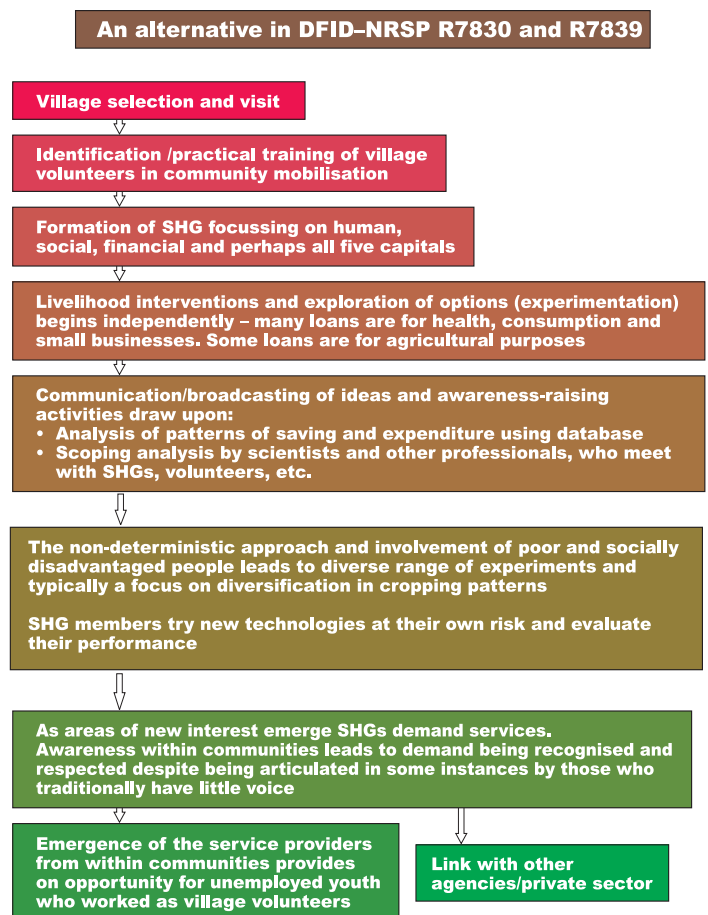 An alternative in DFID–NRSP R7830 and R7839
Village selection and visit
Identification /practical training of village
volunteers in community mobilisation
Formation of SHG focussing on human,
social, financial and perhaps all five capitals
Livelihood interventions and exploration of options (experimentation)
begins independently – many loans are for health, consumption and
small businesses. Some loans are for agricultural purposes
Communication/broadcasting of ideas and awareness-raising
activities draw upon:
• Analysis of patterns of saving and expenditure using database
• Scoping analysis by scientists and other professionals, who meet
with SHGs, volunteers, etc.
The non-deterministic approach and involvement of poor and socially
disadvantaged people leads to diverse range of experiments and
typically a focus on diversification in cropping patterns
SHG members try new technologies at their own risk and evaluate
their performance
As areas of new interest emerge SHGs demand services.
Awareness within communities leads to demand being recognised and
respected despite being articulated in some instances by those who
traditionally have little voice
Emergence of the service providers
from within communities provides
on opportunity for unemployed youth
who worked as village volunteers
Link with other
agencies/private sector